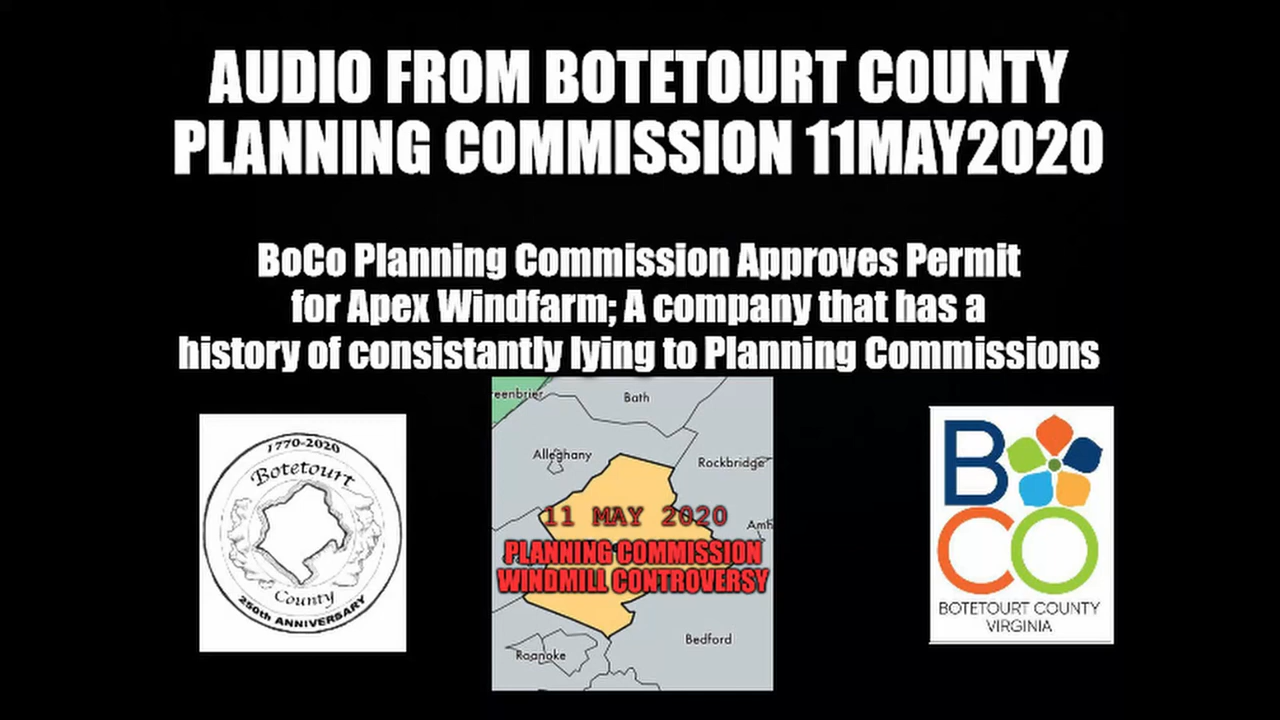 AUDIO FROM BOTETOURT COUNTY
PLANNING COMMISSION 11MAY2020
BoCo Planning Commission Approves Permit
for Apex Windfarm; A company that has a
history of consistantly lying to Planning Commissions
1770-2020
Botetourt
County
250th ANNIVERSARY
eenbrier
Bath
Alleghany
Rockbridge
11 MAY 2020
Amh
PLANNING COMMISSION
WINDMILL CONTROVERSY
Bedford
Roanoke
B
CO
BOTETOURT COUNTY
VIRGINIA